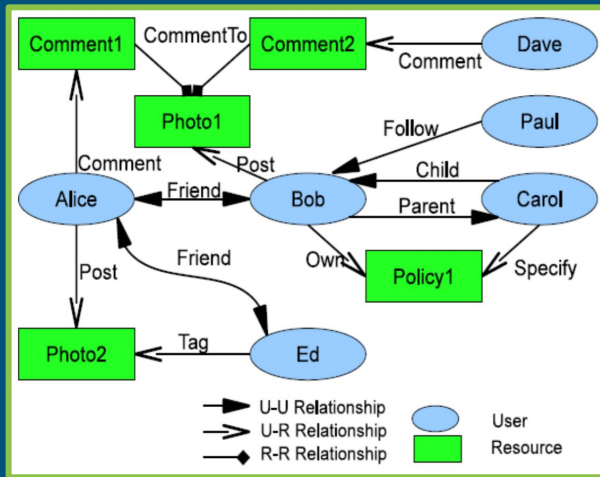 Comment1
CommentTo
Comment2
Dave
Comment
Photo1
Follow
Paul
Comment
Post
Child
Alice
Friend
Bob
Parent
Carol
Post
Friend
Own
Policy1
Specify
Photo2
Tag
Ed
U-U Relationship
User
U-R Relationship
Resource
R-R Relationship